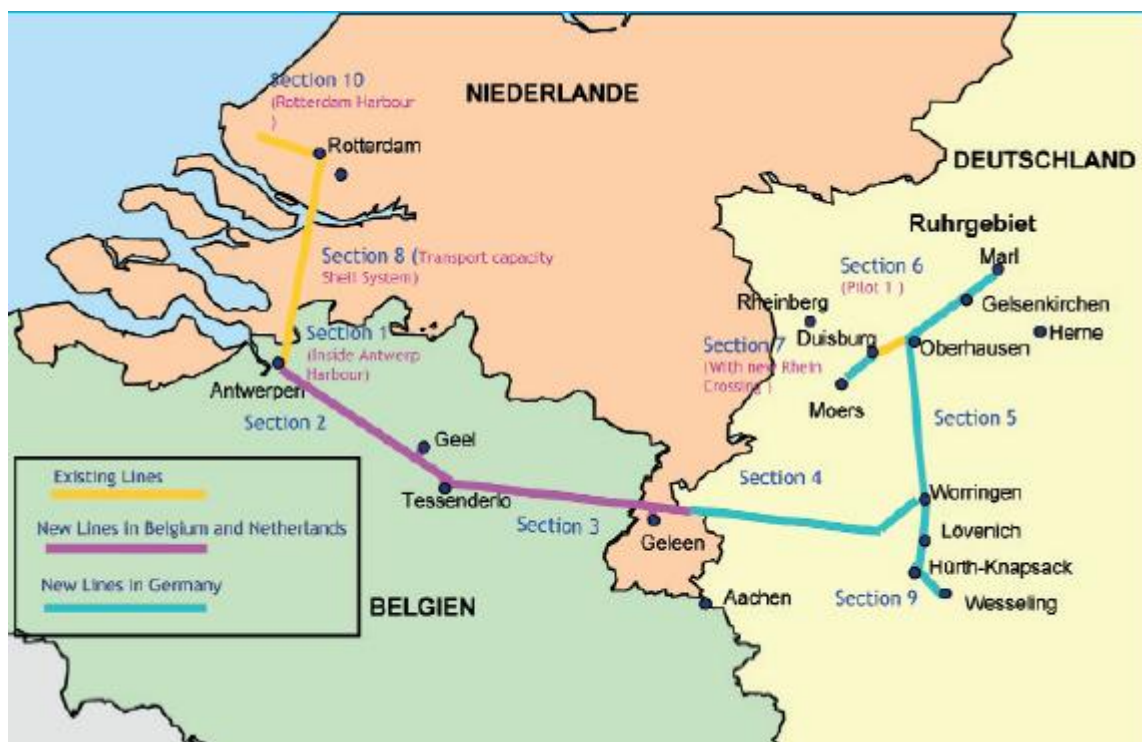 Section 10
(Rotterdam Harbour
)
NIEDERLANDE
Rotterdam
DEUTSCHLAND
Ruhrgebiet
Section 8 (Transport capacity
Shell System)
Section 6
(Pilot 1 )
Marl
Rheinberg
Gelsenkirchen
Herne
Duisburg
Oberhausen
Section 7
(With new Rhein
Crossing )
Moers
Section 1
(Inside Antwerp
Harbour)
Antwerpen
Section 2
Geel
Section 5
Tessenderlo
Section 4
Worringen
Section 3
Geleen
Lövenich
Hürth-Knapsack
Section 9
Wesseling
Aachen
BELGIEN
Existing Lines
New Lines in Belgium and Netherlands
New Lines in Germany